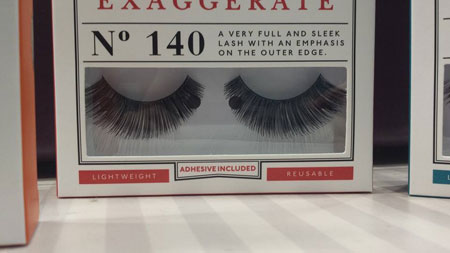 EXAGGERATE
Nº 140
A VERY FULL AND SLEEK
LASH WITH AN EMPHASIS
ON THE OUTER EDGE.
LIGHTWEIGHT
ADHESIVE INCLUDED
REUSABLE